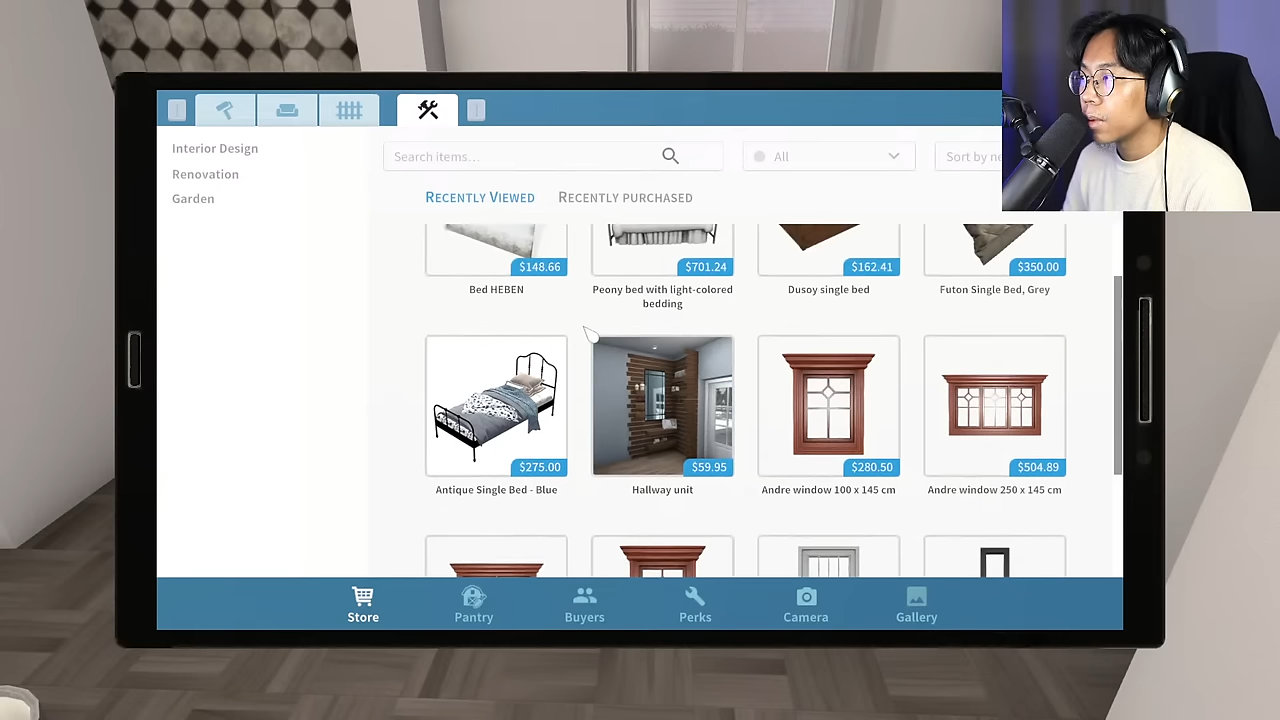 Interior Design
Renovation
Garden
Search items...
All
Sort by ne
RECENTLY VIEWED
RECENTLY PURCHASED
$148.66
$701.24
$162.41
$350.00
Bed HEBEN
Peony bed with light-colored
bedding
Dusoy single bed
Futon Single Bed, Grey
$275.00
$59.95
$280.50
$504.89
Antique Single Bed - Blue
Hallway unit
Andre window 100 x 145 cm
Andre window 250 x 145 cm
Store
Pantry
Buyers
Perks
Camera
Gallery